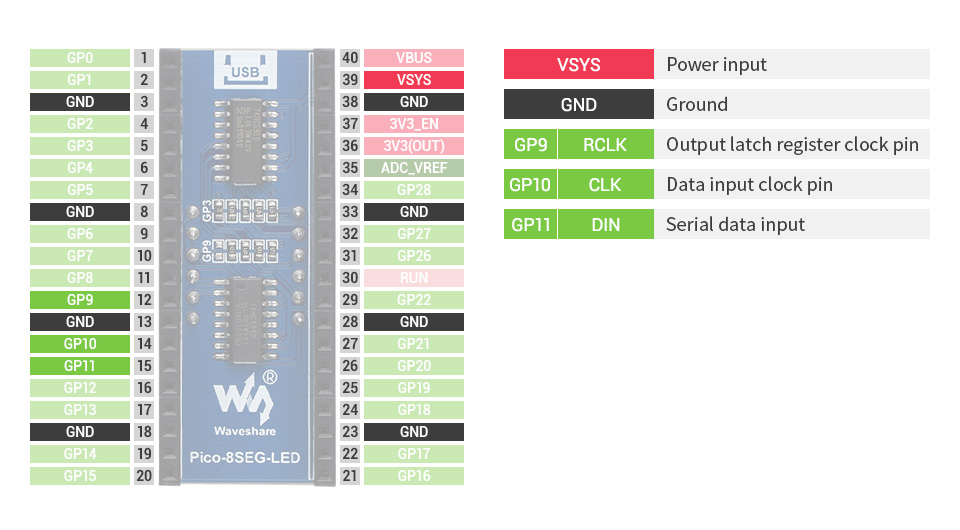 GP0 1 40 VBUS
GP1 2 39 VSYS
GND 3 38 GND
GP2 4 37 3V3_EN
GP3 5 36 3V3(OUT)
GP4 6 35 ADC_VREF
GP5 7 34 GP28
GND 8 33 GND
GP6 9 32 GP27
GP7 10 31 GP26
GP8 11 30 RUN
GP9 12 29 GP22
GND 13 28 GND
GP10 14 27 GP21
GP11 15 26 GP20
GP12 16 25 GP19
GP13 17 24 GP18
GND 18 23 GND
GP14 19 22 GP17
GP15 20 21 GP16
USB
GP3
GP9
®
Waveshare
Pico-8SEG-LED
VSYS Power input
GND Ground
GP9 RCLK Output latch register clock pin
GP10 CLK Data input clock pin
GP11 DIN Serial data input